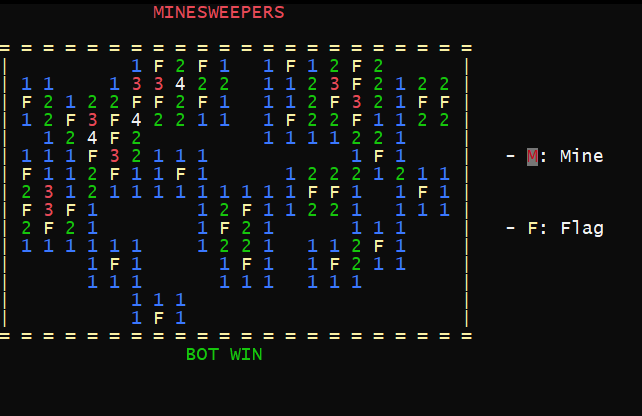 MINESWEEPERS
= = = = = = = = = = = = = = = = = = = = = =
|           1 F 2 F 1   1 F 1 2 F 2       |
| 1 1     1 3 3 4 2 2   1 1 2 3 F 2 1 2 2 |
| F 2 1 2 2 F F 2 F 1   1 1 2 F 3 2 1 F F |
| 1 2 F 3 F 4 2 2 1 1   1 F 2 2 F 1 1 2 2 |
|   1 2 4 F 2           1 1 1 1 2 2 1     |
| 1 1 1 F 3 2 1 1 1             1 F 1     | - M: Mine
| F 1 1 2 F 1 1 F 1       1 2 2 2 1 2 1 1 |
| 2 3 1 2 1 1 1 1 1 1 1 1 1 F F 1   1 F 1 |
| F 3 F 1         1 2 F 1 1 2 2 1   1 1 1 |
| 2 F 2 1         1 F 2 1       1 1 1     | - F: Flag
| 1 1 1 1 1 1     1 2 2 1   1 1 2 F 1     |
|       1 F 1       1 F 1   1 F 2 1 1     |
|       1 1 1       1 1 1   1 1 1         |
|           1 1 1                         |
|           1 F 1                         |
= = = = = = = = = = = = = = = = = = = = = =
BOT WIN